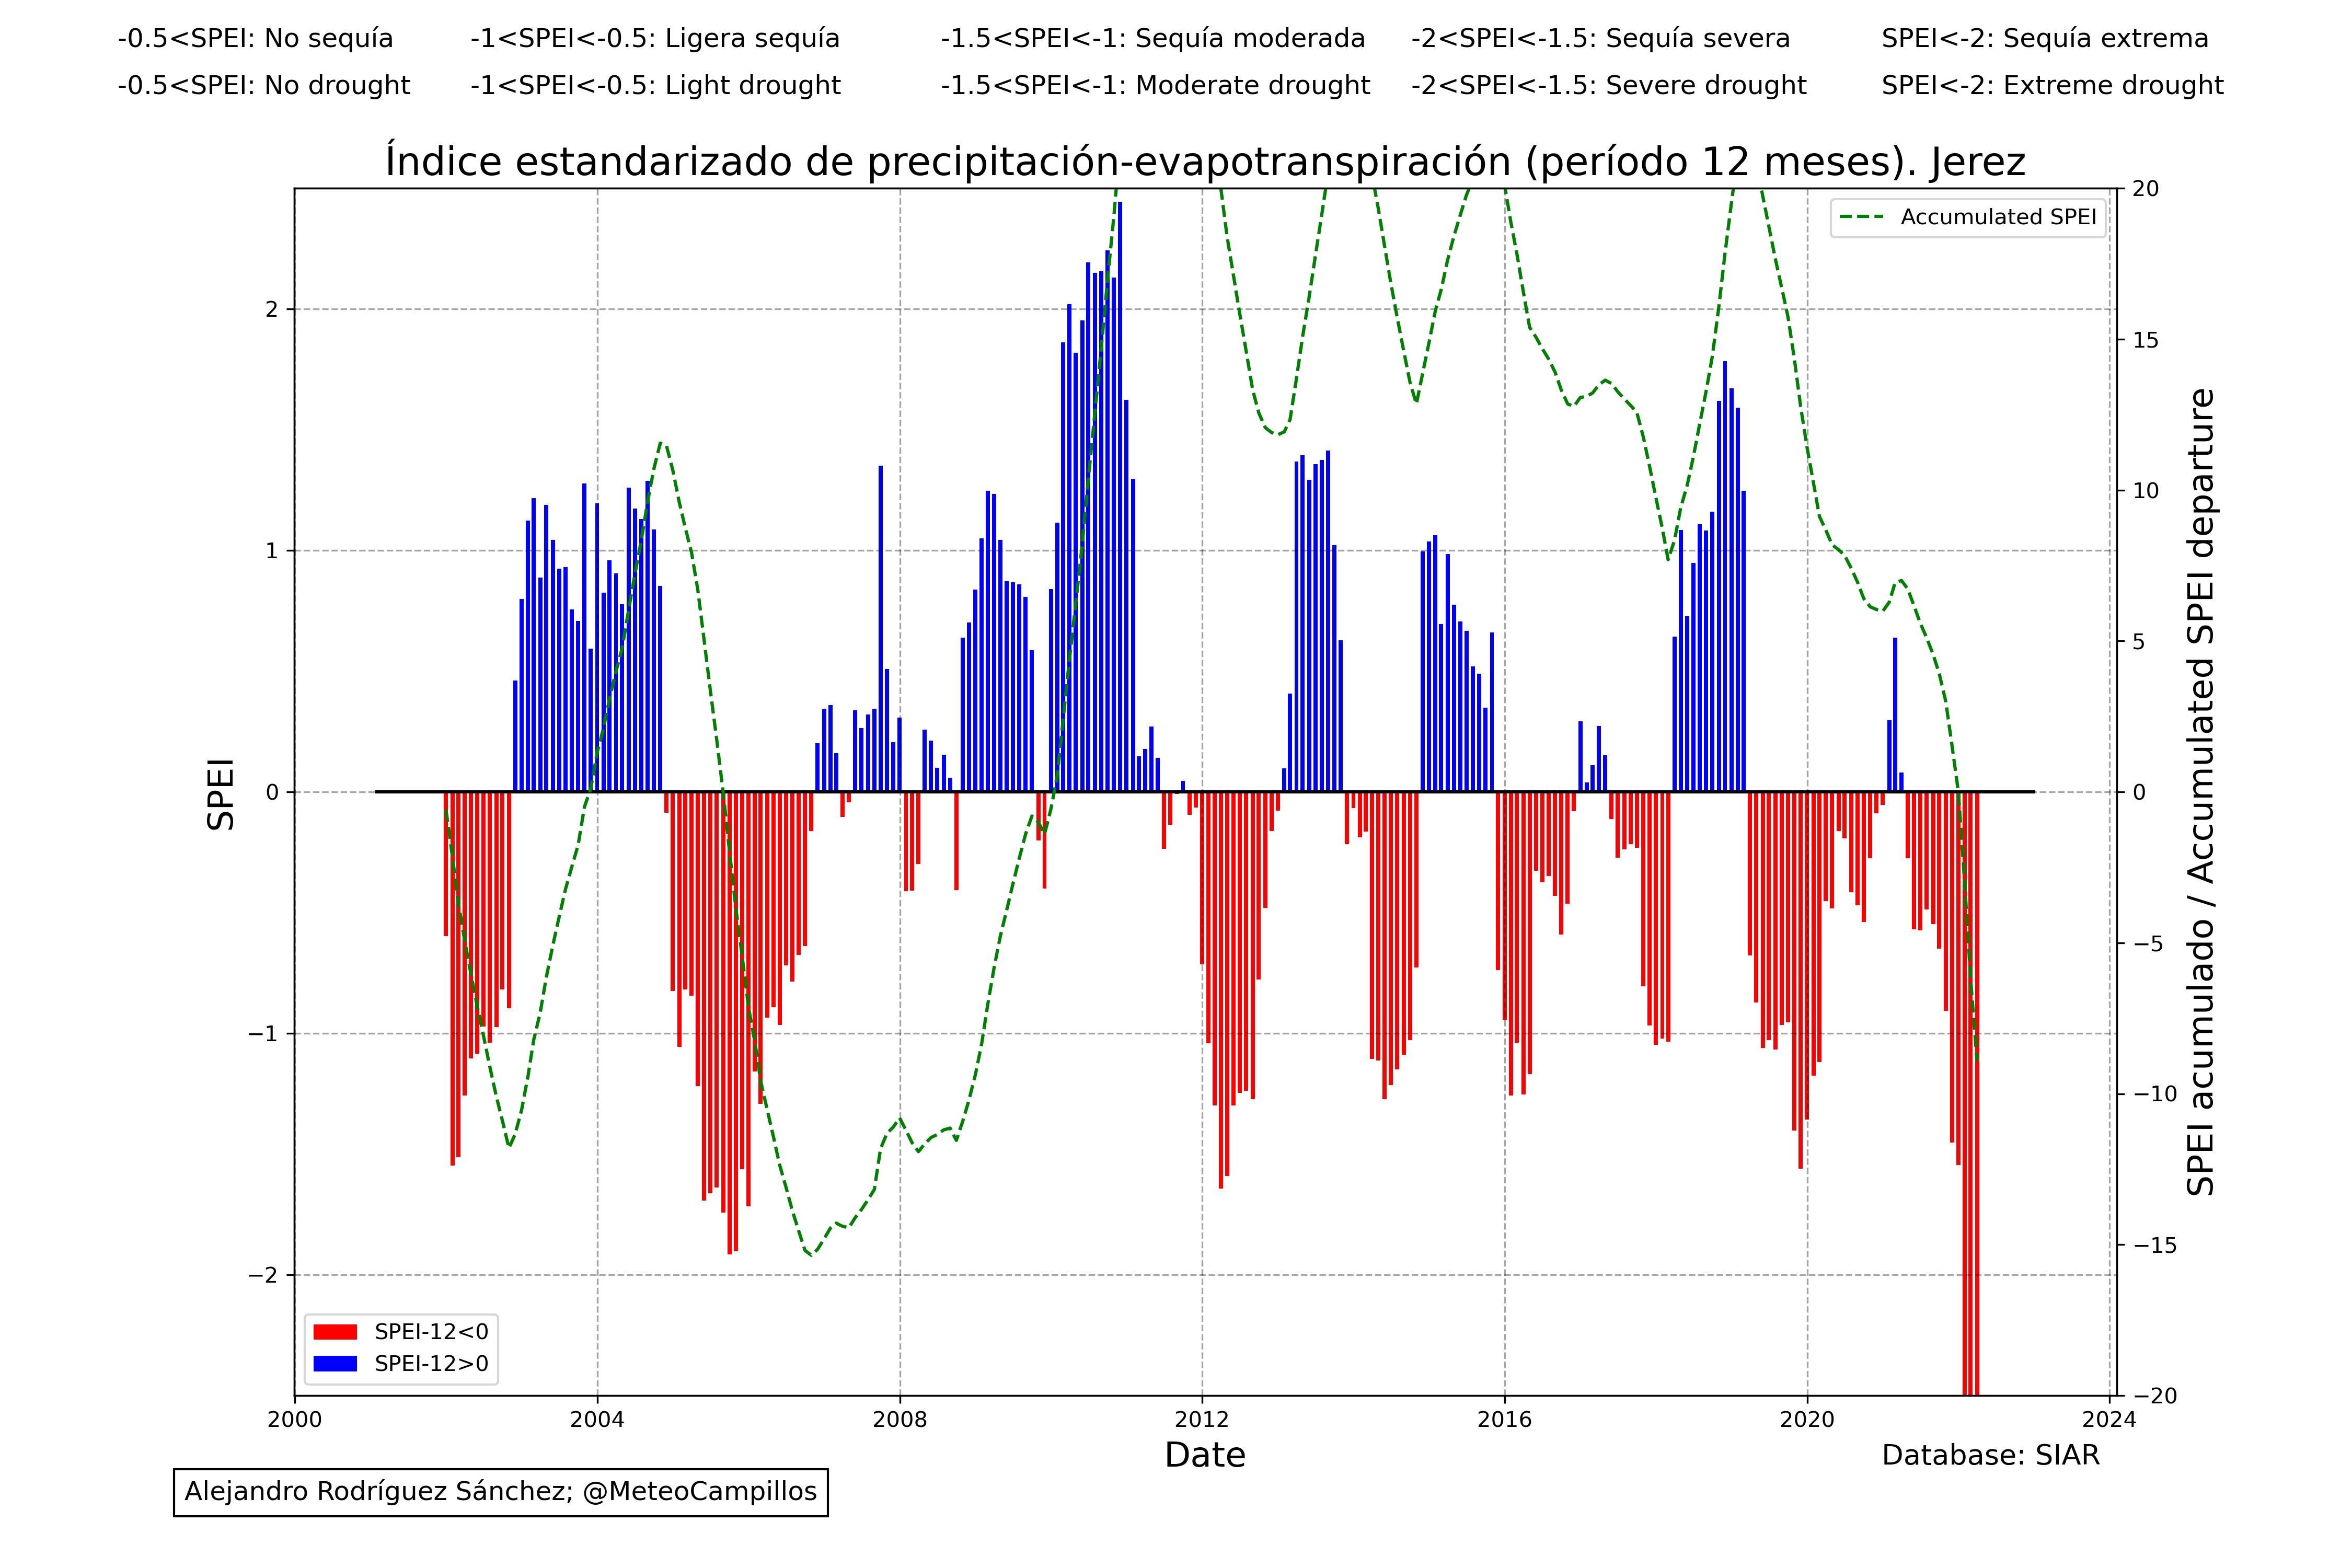 -0.5<SPEI: No sequía -1<SPEI<-0.5: Ligera sequía -1.5<SPEI<-1: Sequía moderada -2<SPEI<-1.5: Sequía severa SPEI<-2: Sequía extrema
-0.5<SPEI: No drought -1<SPEI<-0.5: Light drought -1.5<SPEI<-1: Moderate drought -2<SPEI<-1.5: Severe drought SPEI<-2: Extreme drought
Índice estandarizado de precipitación-evapotranspiración (período 12 meses). Jerez
Accumulated SPEI
SPEI
2
1
0
−1
−2
20
15
10
5
0
−5
−10
−15
−20
SPEI acumulado / Accumulated SPEI departure
SPEI-12<0
SPEI-12>0
2000 2004 2008 2012 2016 2020 2024
Date
Database: SIAR
Alejandro Rodríguez Sánchez; @MeteoCampillos